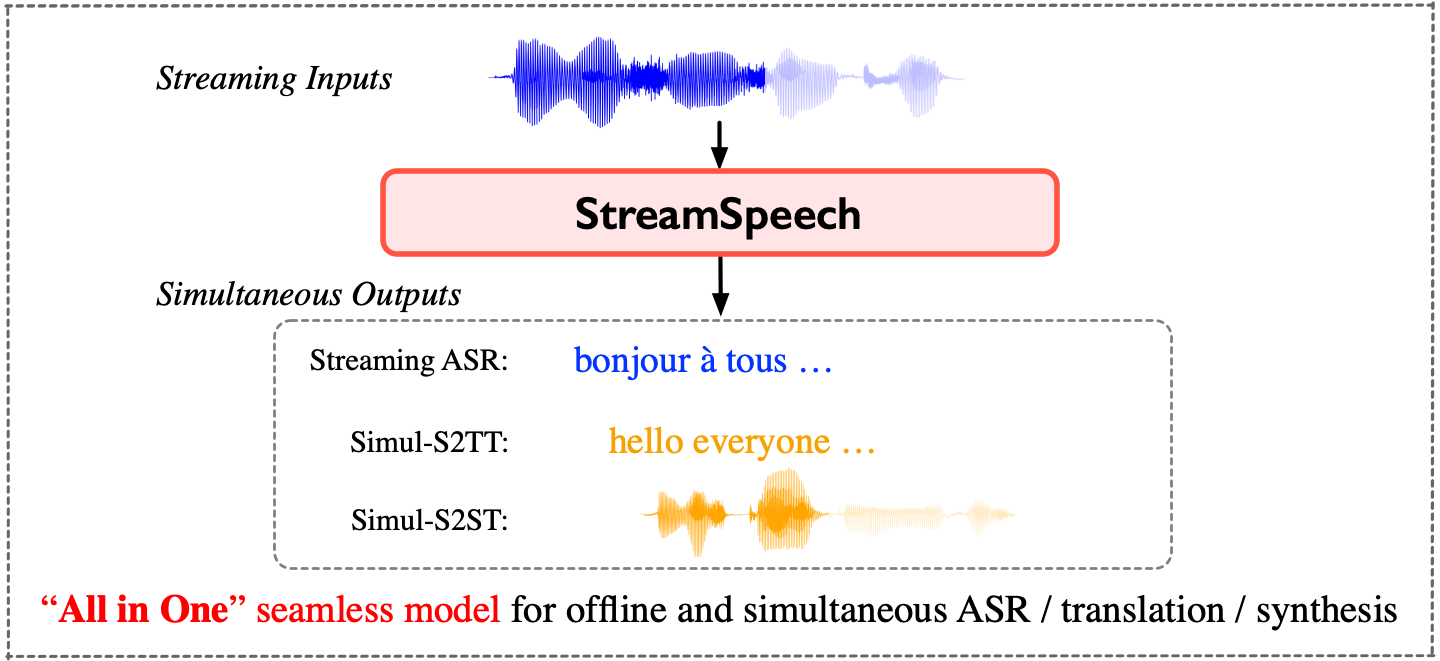 Streaming Inputs
StreamSpeech
Simultaneous Outputs
Streaming ASR: bonjour à tous …
Simul-S2TT: hello everyone …
Simul-S2ST:
“All in One” seamless model for offline and simultaneous ASR / translation / synthesis